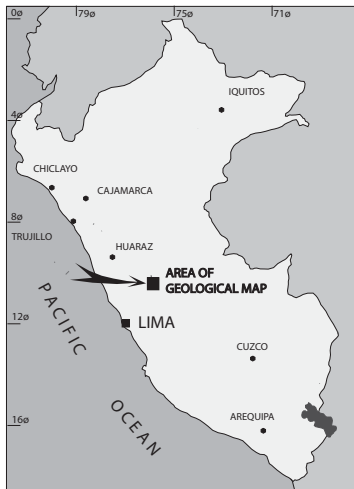 0ø
79ø
75ø
71ø
IQUITOS
4ø
CHICLAYO
CAJAMARCA
8ø
TRUJILLO
HUARAZ
AREA OF
GEOLOGICAL MAP
PACIFIC
OCEAN
12ø
LIMA
CUZCO
AREQUIPA
16ø